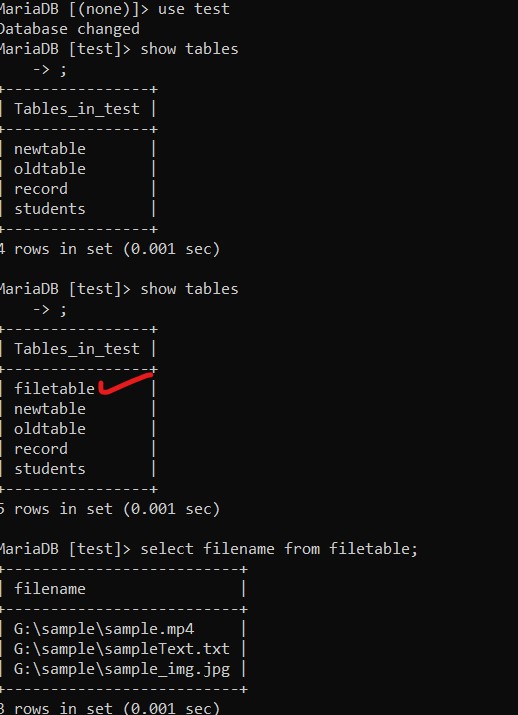 MariaDB [(none)]> use test
Database changed
MariaDB [test]> show tables
    -> ;
+----------------+
| Tables_in_test |
+----------------+
| newtable       |
| oldtable       |
| record         |
| students       |
+----------------+
4 rows in set (0.001 sec)

MariaDB [test]> show tables
    -> ;
+----------------+
| Tables_in_test |
+----------------+
| filetable      |
| newtable       |
| oldtable       |
| record         |
| students       |
+----------------+
5 rows in set (0.001 sec)

MariaDB [test]> select filename from filetable;
+--------------------------+
| filename                 |
+--------------------------+
| G:\sample\sample.mp4     |
| G:\sample\sampleText.txt |
| G:\sample\sample_img.jpg |
+--------------------------+
3 rows in set (0.001 sec)